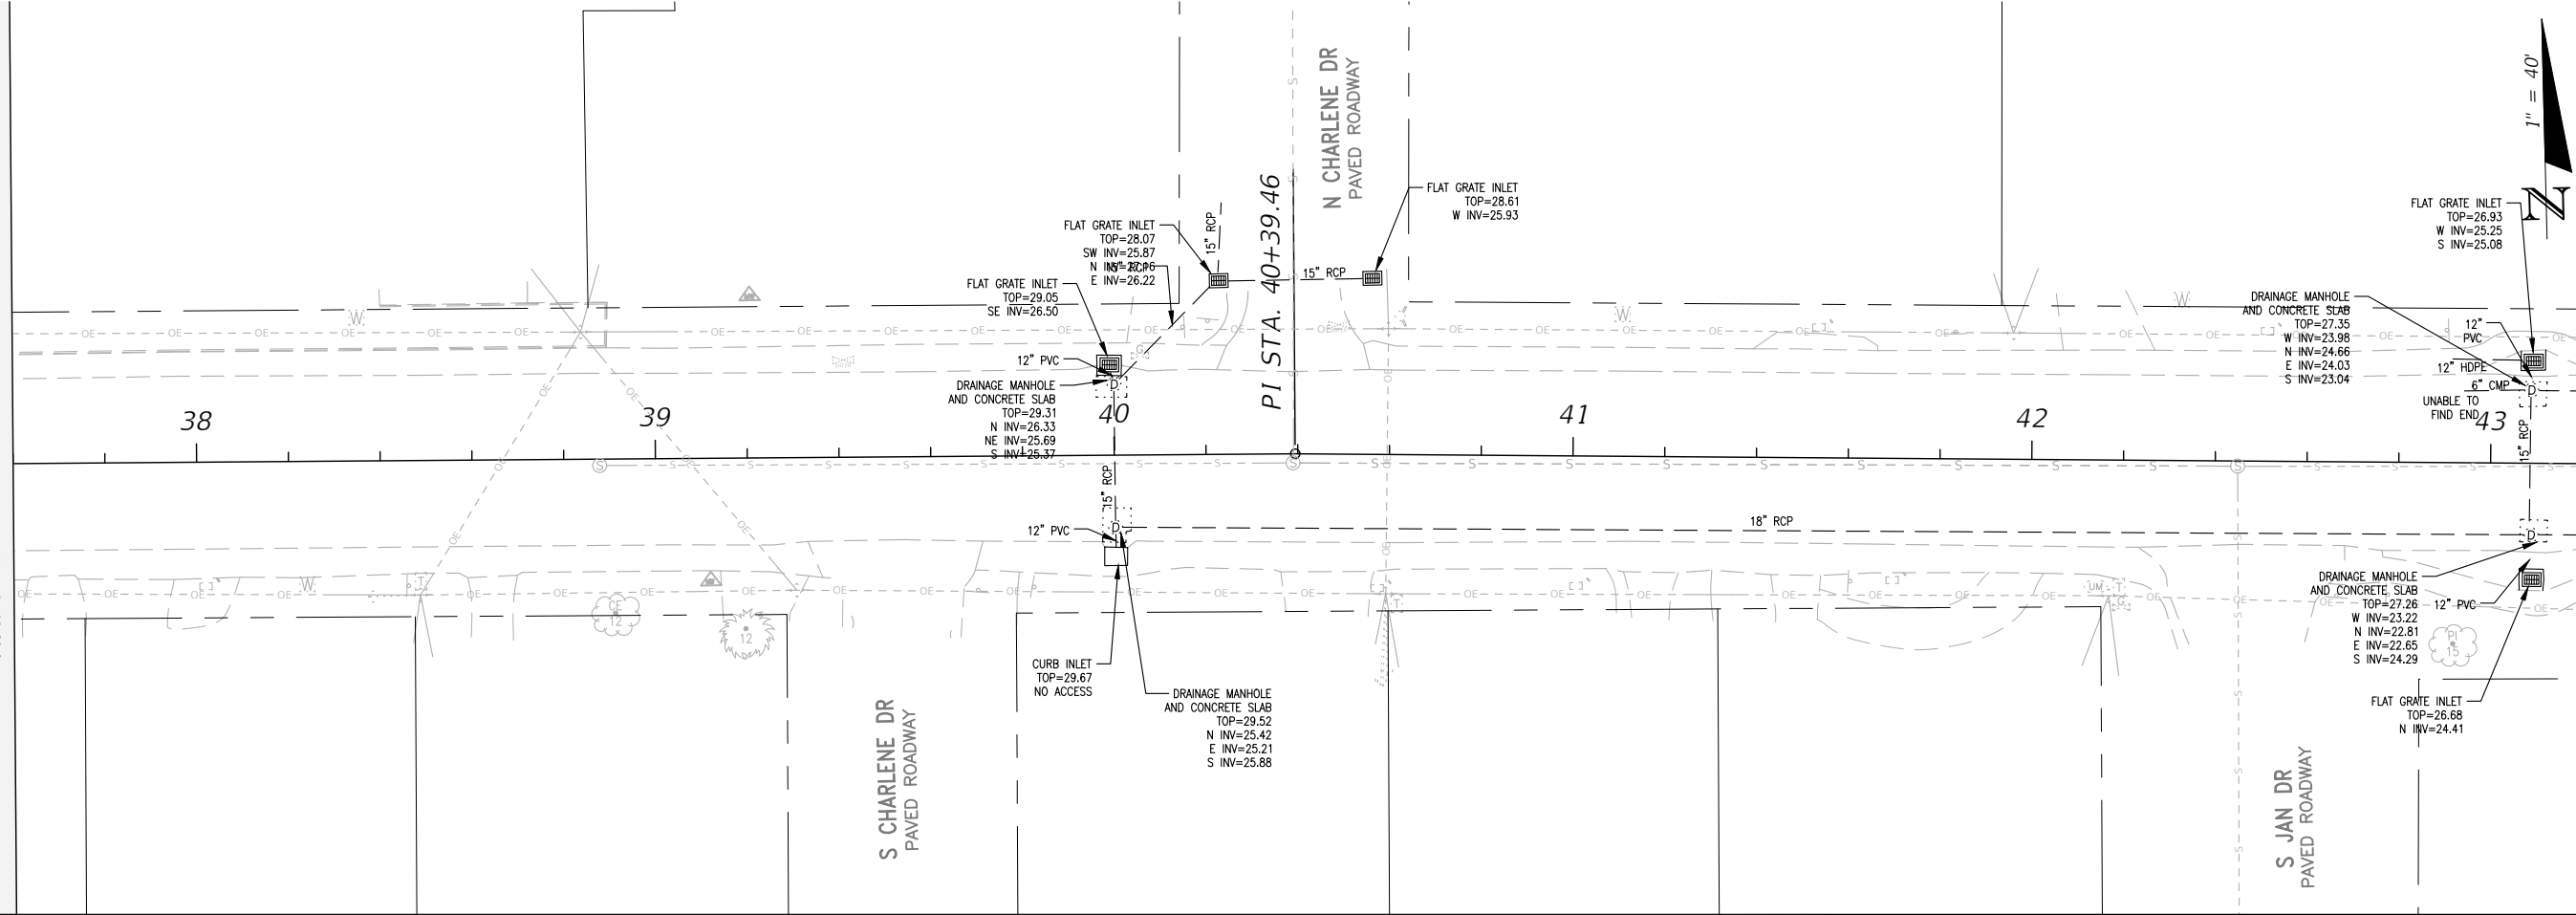 N CHARLENE DR
PAVED ROADWAY
1" = 40'
N
PI STA. 40+39.46
FLAT GRATE INLET
TOP=28.61
W INV=25.93
FLAT GRATE INLET
TOP=28.07
SW INV=25.87
E INV=26.22
15" RCP
15" RCP
15" RCP
FLAT GRATE INLET
TOP=29.05
SE INV=26.50
12" PVC
DRAINAGE MANHOLE
AND CONCRETE SLAB
TOP=29.31
N INV=26.33
NE INV=25.69
S INV=25.37
FLAT GRATE INLET
TOP=26.93
W INV=25.25
S INV=25.08
DRAINAGE MANHOLE
AND CONCRETE SLAB
TOP=27.35
W INV=23.98
N INV=24.66
E INV=24.03
S INV=23.04
12"
PVC
12" HDPE
6" CMP
UNABLE TO
FIND END
38
39
40
41
42
43
15" RCP
15" RCP
12" PVC
18" RCP
CE
12
12
CURB INLET
TOP=29.67
NO ACCESS
DRAINAGE MANHOLE
AND CONCRETE SLAB
TOP=29.52
N INV=25.42
E INV=25.21
S INV=25.88
DRAINAGE MANHOLE
AND CONCRETE SLAB
TOP=27.26
W INV=23.22
N INV=22.81
E INV=22.65
S INV=24.29
12" PVC
PI
15
UM
FLAT GRATE INLET
TOP=26.68
N INV=24.41
S CHARLENE DR
PAVED ROADWAY
S JAN DR
PAVED ROADWAY